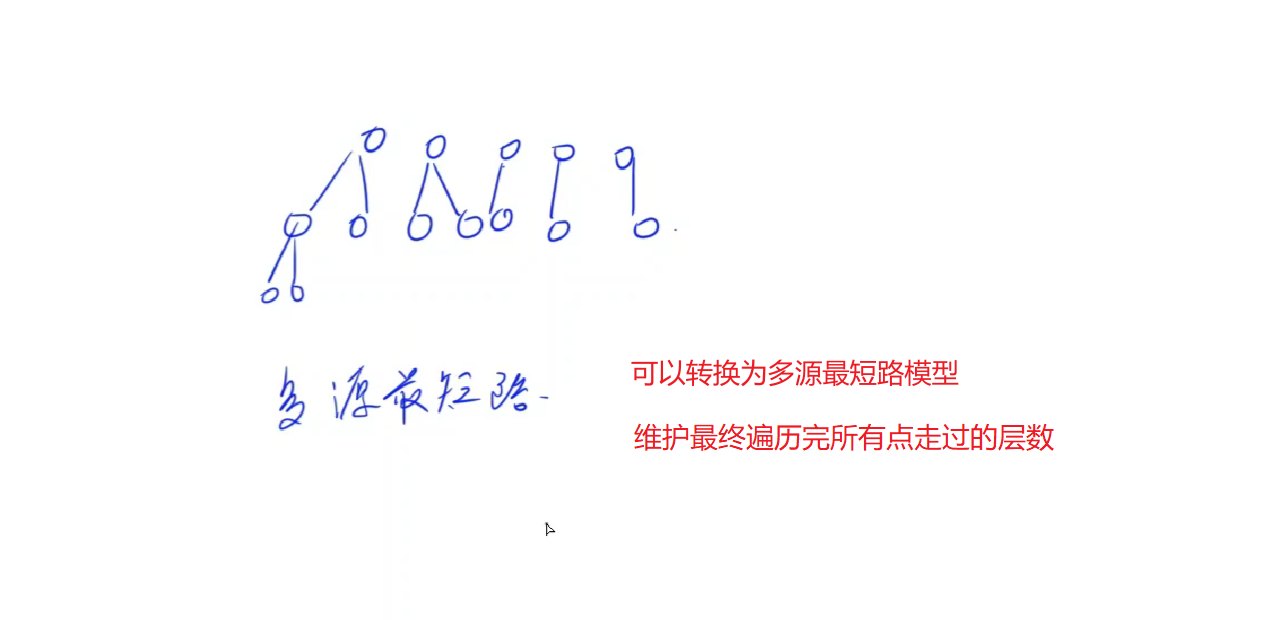 多源最短路.
可以转换为多源最短路模型
维护最终遍历完所有点走过的层数